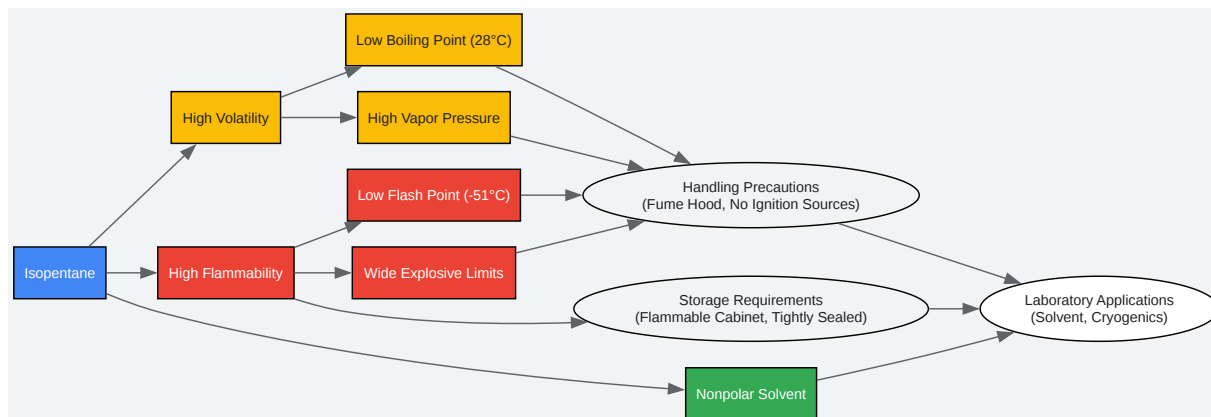 Low Boiling Point (28°C)
High Volatility
High Vapor Pressure
Low Flash Point (-51°C)
Handling Precautions
(Fume Hood, No Ignition Sources)
Isopentane
High Flammability
Wide Explosive Limits
Storage Requirements
(Flammable Cabinet, Tightly Sealed)
Laboratory Applications
(Solvent, Cryogenics)
Nonpolar Solvent